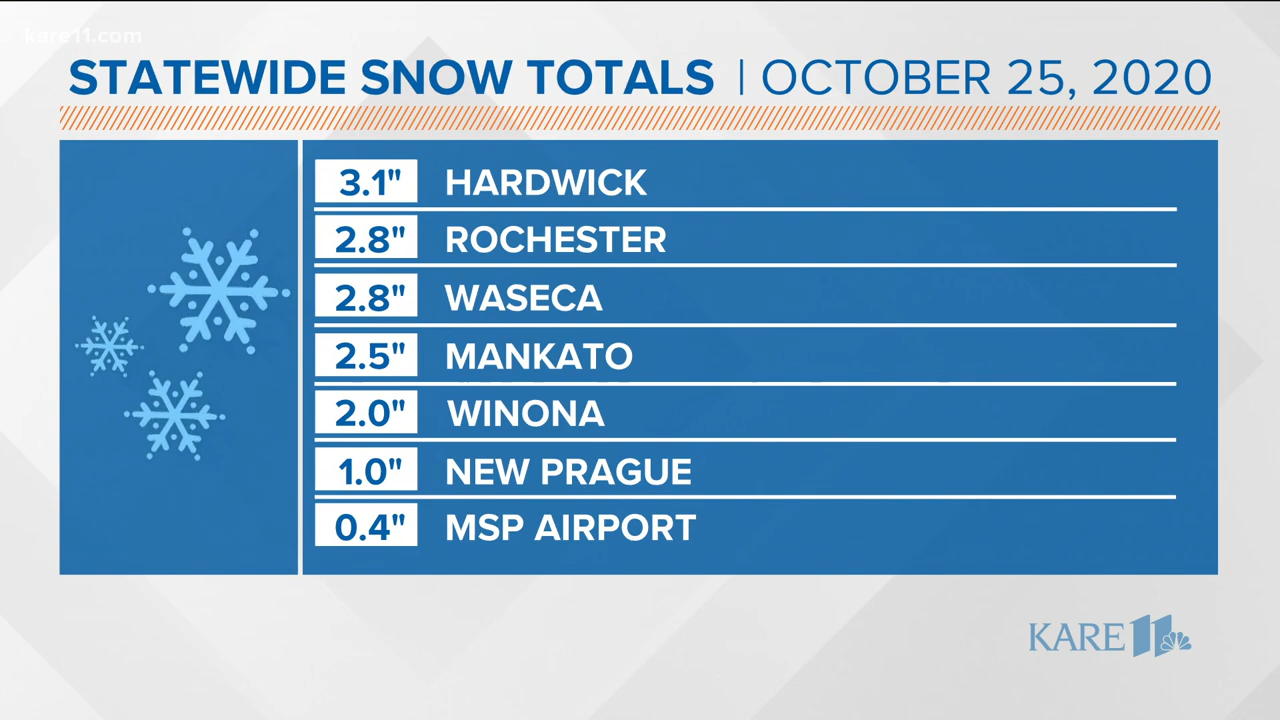 kare11.com
STATEWIDE SNOW TOTALS | OCTOBER 25, 2020
3.1" HARDWICK
2.8" ROCHESTER
2.8" WASECA
2.5" MANKATO
2.0" WINONA
1.0" NEW PRAGUE
0.4" MSP AIRPORT
KARE 11